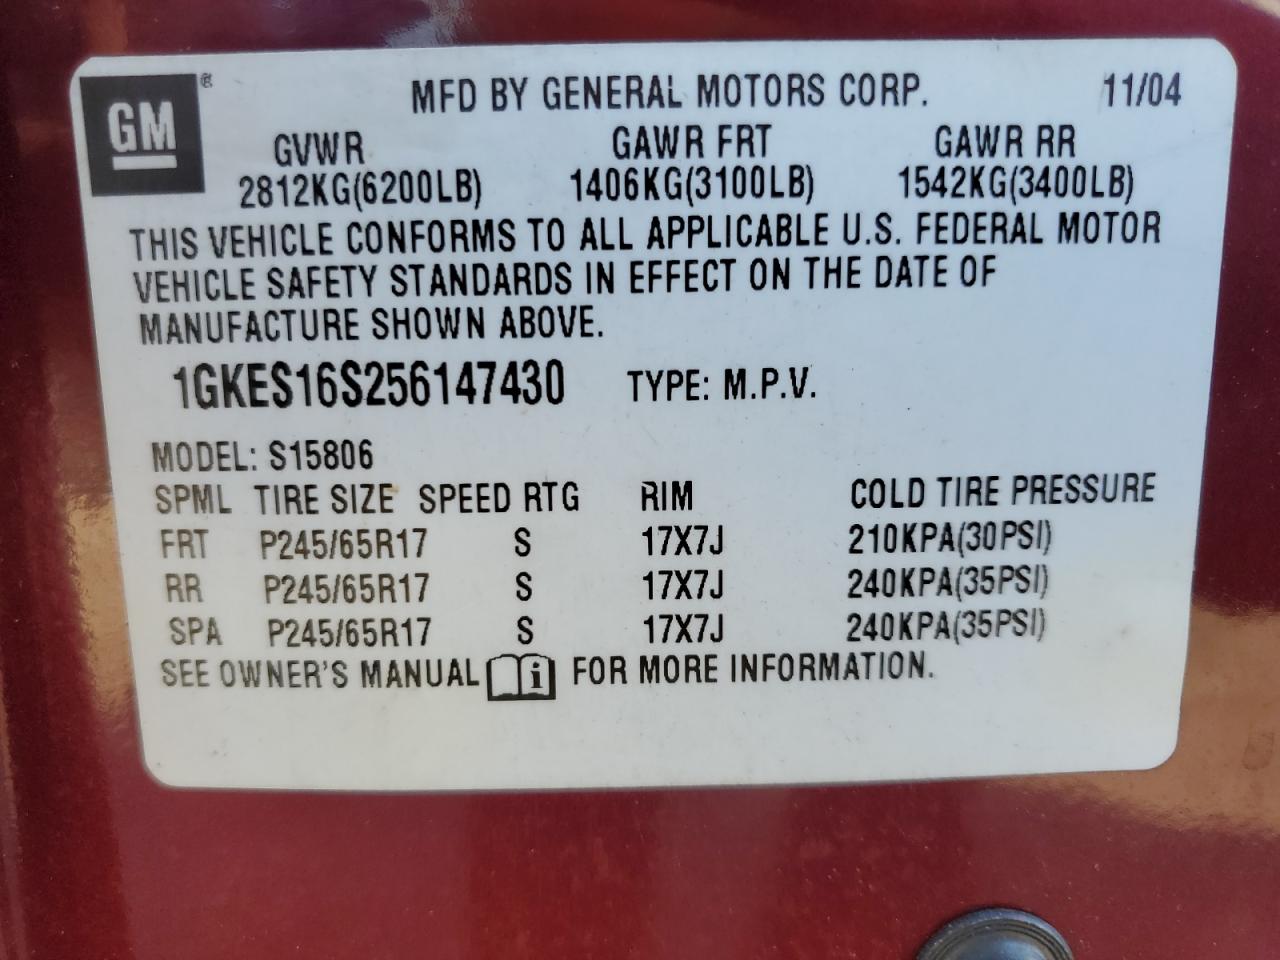 GM ®
MFD BY GENERAL MOTORS CORP. 11/04
GVWR GAWR FRT GAWR RR
2812KG(6200LB) 1406KG(3100LB) 1542KG(3400LB)
THIS VEHICLE CONFORMS TO ALL APPLICABLE U.S. FEDERAL MOTOR
VEHICLE SAFETY STANDARDS IN EFFECT ON THE DATE OF
MANUFACTURE SHOWN ABOVE.
1GKES16S256147430 TYPE: M.P.V.
MODEL: S15806
SPML TIRE SIZE SPEED RTG RIM COLD TIRE PRESSURE
FRT P245/65R17 S 17X7J 210KPA(30PSI)
RR P245/65R17 S 17X7J 240KPA(35PSI)
SPA P245/65R17 S 17X7J 240KPA(35PSI)
SEE OWNER'S MANUAL i FOR MORE INFORMATION.